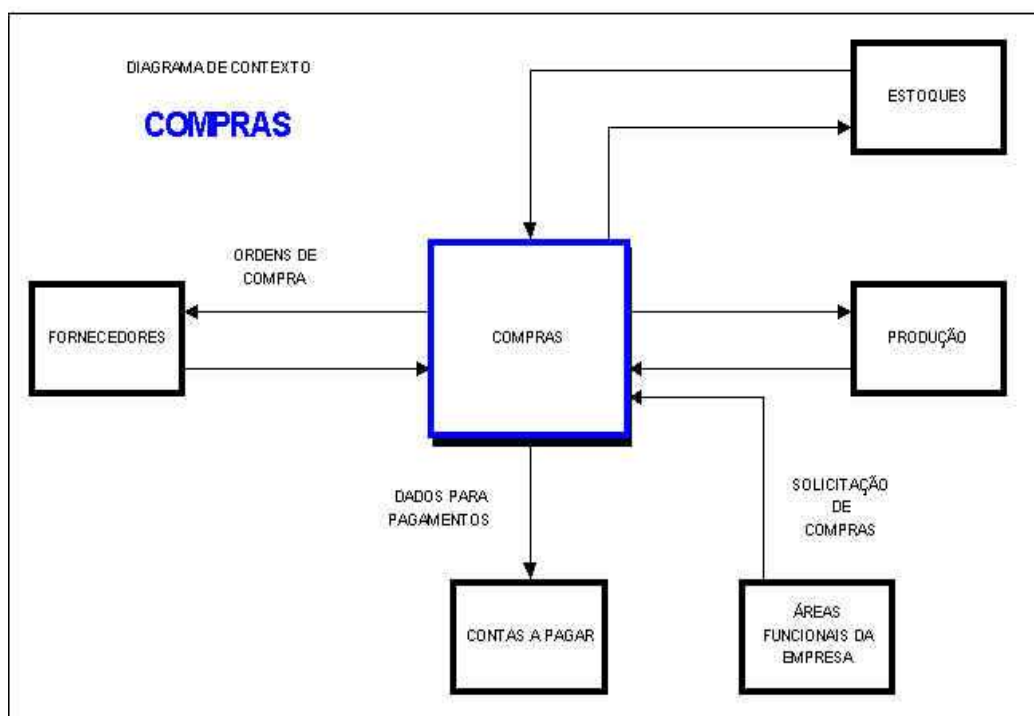 DIAGRAMA DE CONTEXTO
COMPRAS
ESTOQUES
ORDENS DE
COMPRA
FORNECEDORES
COMPRAS
PRODUÇÃO
DADOS PARA
PAGAMENTOS
SOLICITAÇÃO
DE
COMPRAS
CONTAS A PAGAR
ÁREAS
FUNCIONAIS DA
EMPRESA